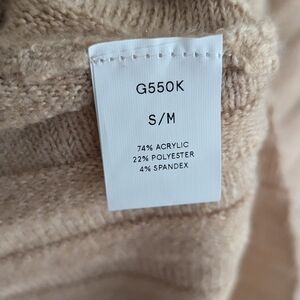 G550K
S/M
74% ACRYLIC
22% POLYESTER
4% SPANDEX